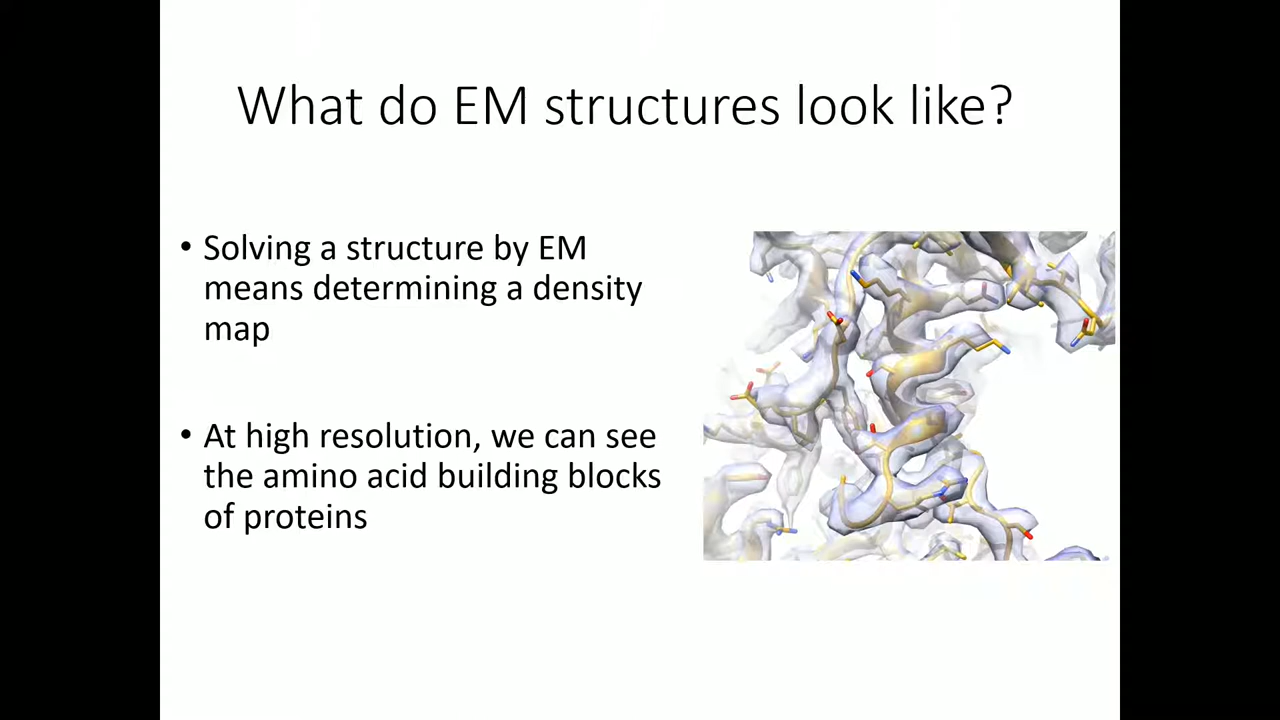 What do EM structures look like?
• Solving a structure by EM
means determining a density
map
• At high resolution, we can see
the amino acid building blocks
of proteins